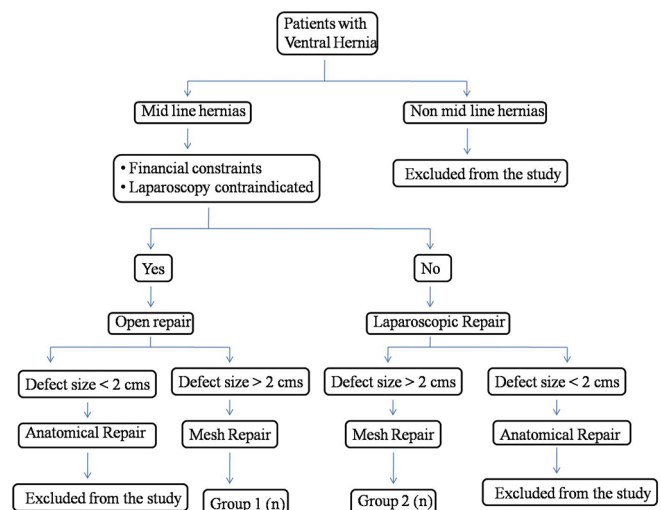 Patients with
Ventral Hernia
Mid line hernias
Non mid line hernias
• Financial constraints
• Laparoscopy contraindicated
Excluded from the study
Yes
No
Open repair
Laparoscopic Repair
Defect size < 2 cms
Defect size > 2 cms
Defect size > 2 cms
Defect size < 2 cms
Anatomical Repair
Mesh Repair
Mesh Repair
Anatomical Repair
Excluded from the study
Group 1 (n)
Group 2 (n)
Excluded from the study